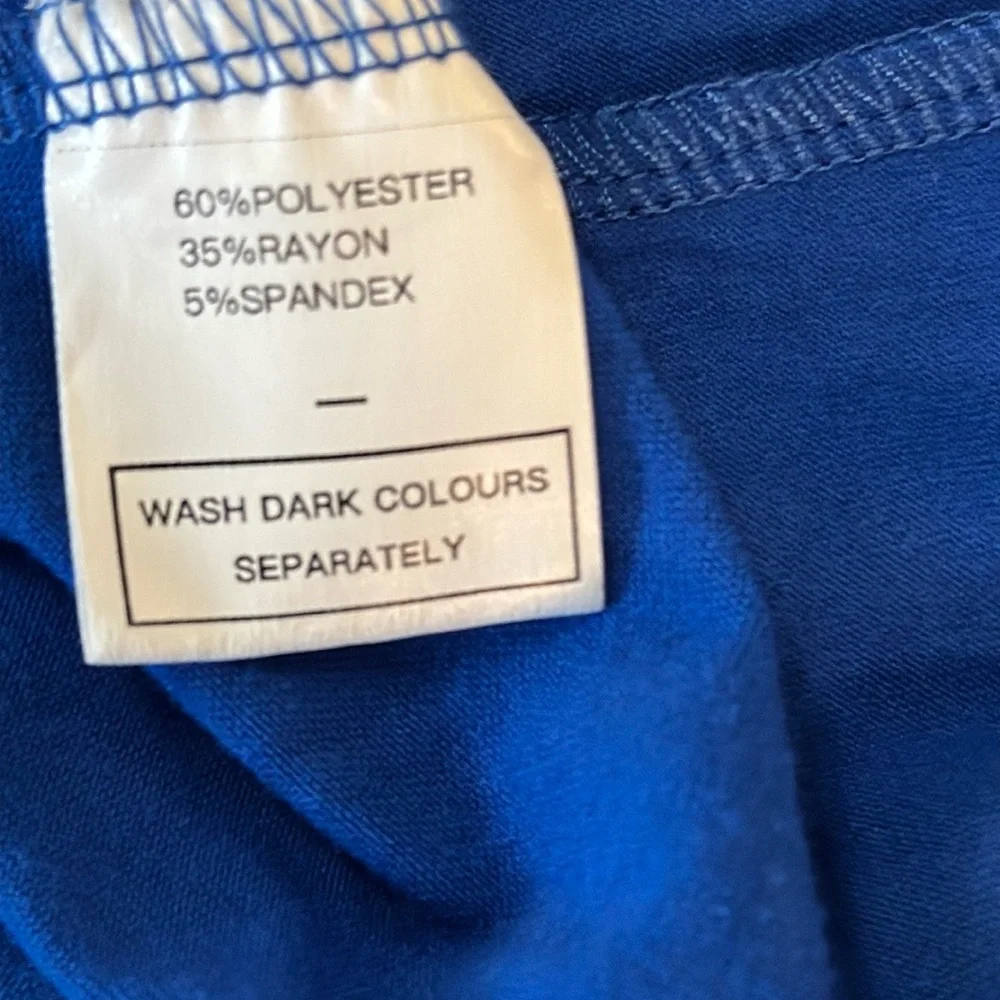 60%POLYESTER
35%RAYON
5%SPANDEX
—
WASH DARK COLOURS
SEPARATELY